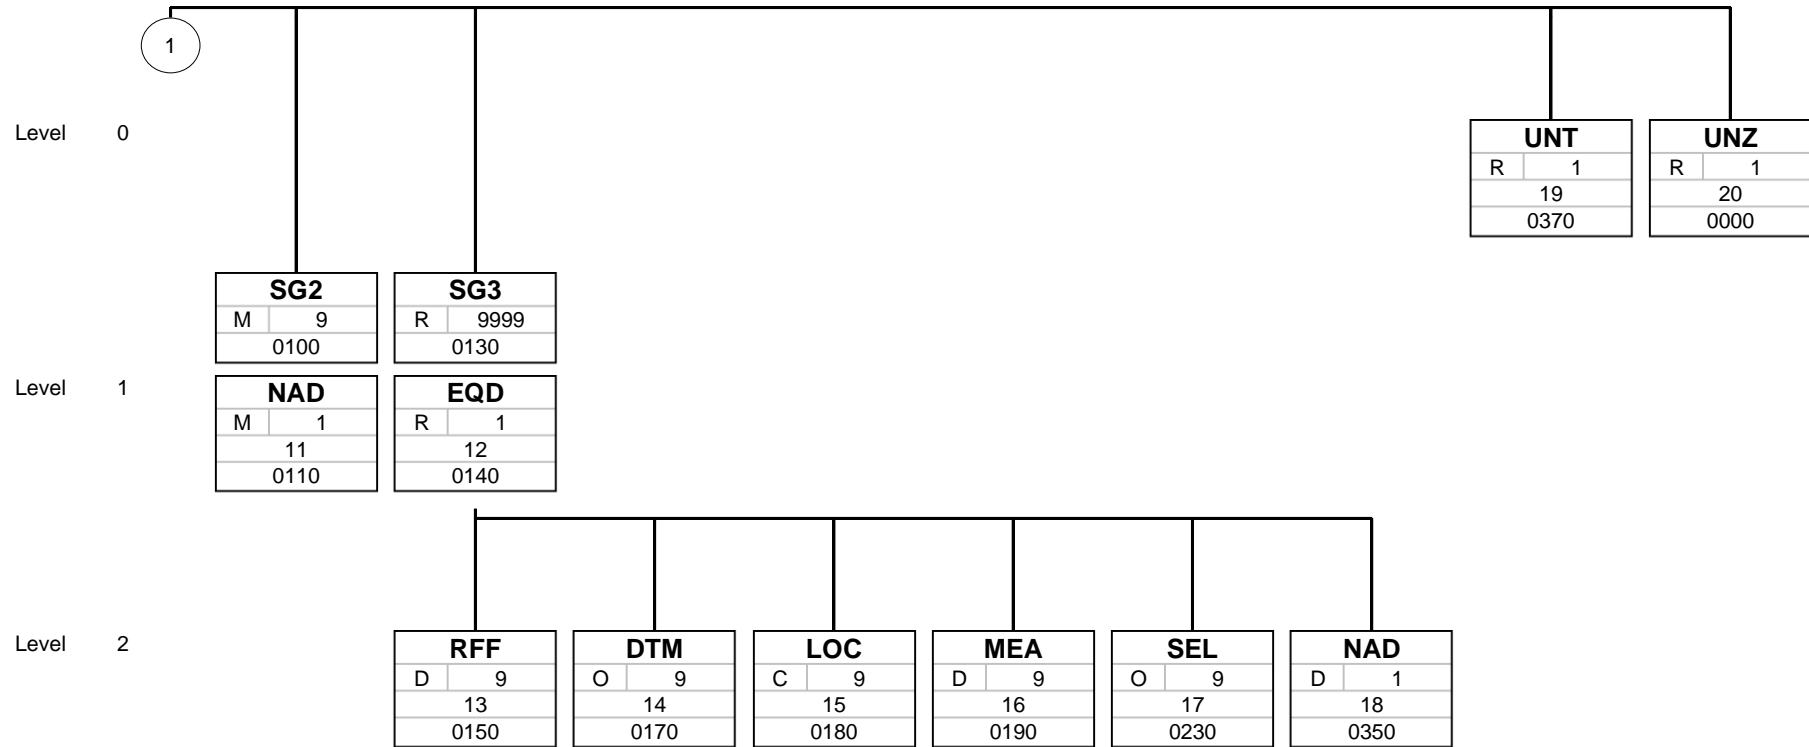 1
Level 0
UNT UNZ
R 1 R 1
19 20
0370 0000
SG2 SG3
M 9 R 9999
0100 0130
Level 1
NAD EQD
M 1 R 1
11 12
0110 0140
Level 2
RFF DTM LOC MEA SEL NAD
D 9 O 9 C 9 D 9 O 9 D 1
13 14 15 16 17 18
0150 0170 0180 0190 0230 0350